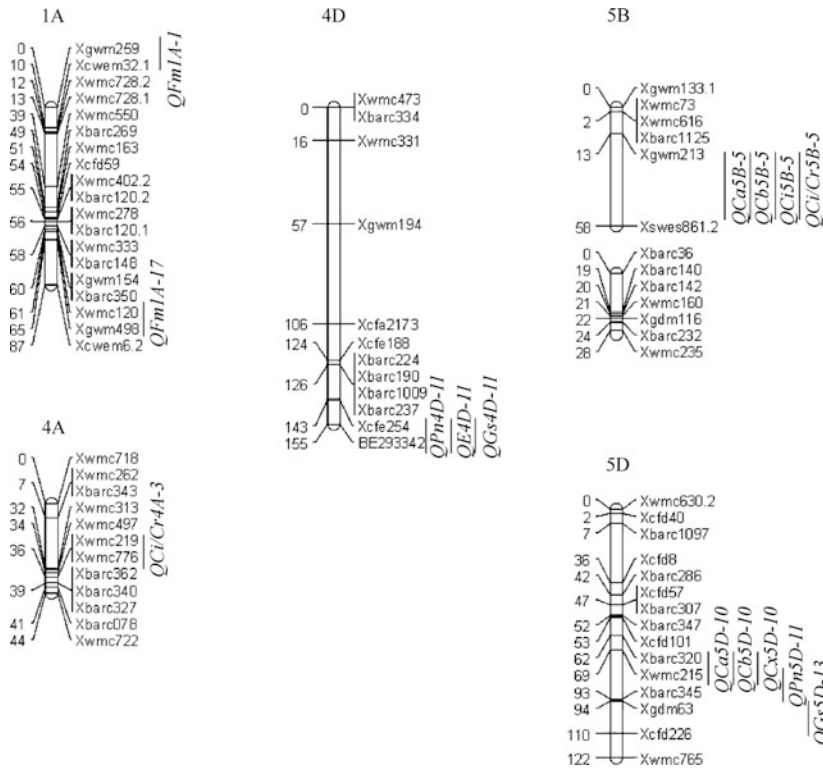 1A
0 Xgwm259
10 Xcwem32.1
12 Xwmc728.2
13 Xwmc728.1
39 Xwmc550
49 Xbarc269
51 Xwmc163
54 Xcfd59
55 Xwmc402.2
Xbarc120.2
56 Xwmc278
Xbarc120.1
58 Xwmc333
Xbarc148
60 Xgwm154
Xbarc350
61 Xwmc120
65 Xgwm498
87 Xcwem6.2
QFm1A-1
QFm1A-17
4A
0 Xwmc718
7 Xwmc262
Xbarc343
32 Xwmc313
34 Xwmc497
36 Xwmc219
Xwmc776
39 Xbarc362
Xbarc340
Xbarc327
41 Xbarc078
44 Xwmc722
QCi/Cr4A-3
4D
0 Xwmc473
Xbarc334
16 Xwmc331
57 Xgwm194
106 Xcfa2173
124 Xcfe188
126 Xbarc224
Xbarc190
Xbarc1009
Xbarc237
143 Xcfe254
155 BE293342
QPn4D-11
QE4D-11
QGs4D-11
5B
0 Xgwm133.1
2 Xwmc73
Xwmc616
Xbarc1125
13 Xgwm213
58 Xswes861.2
QCa5B-5
QCb5B-5
QCi5B-5
QCi/Cr5B-5
0 Xbarc36
19 Xbarc140
20 Xbarc142
21 Xwmc160
22 Xgdm116
24 Xbarc232
28 Xwmc235
5D
0 Xwmc630.2
2 Xcfd40
7 Xbarc1097
36 Xcfd8
42 Xbarc286
47 Xcfd57
Xbarc307
52 Xbarc347
53 Xcfd101
62 Xbarc320
69 Xwmc215
93 Xbarc345
94 Xgdm63
110 Xcfd226
122 Xwmc765
QCa5D-10
QCb5D-10
QCx5D-10
QPn5D-11
QGs5D-13